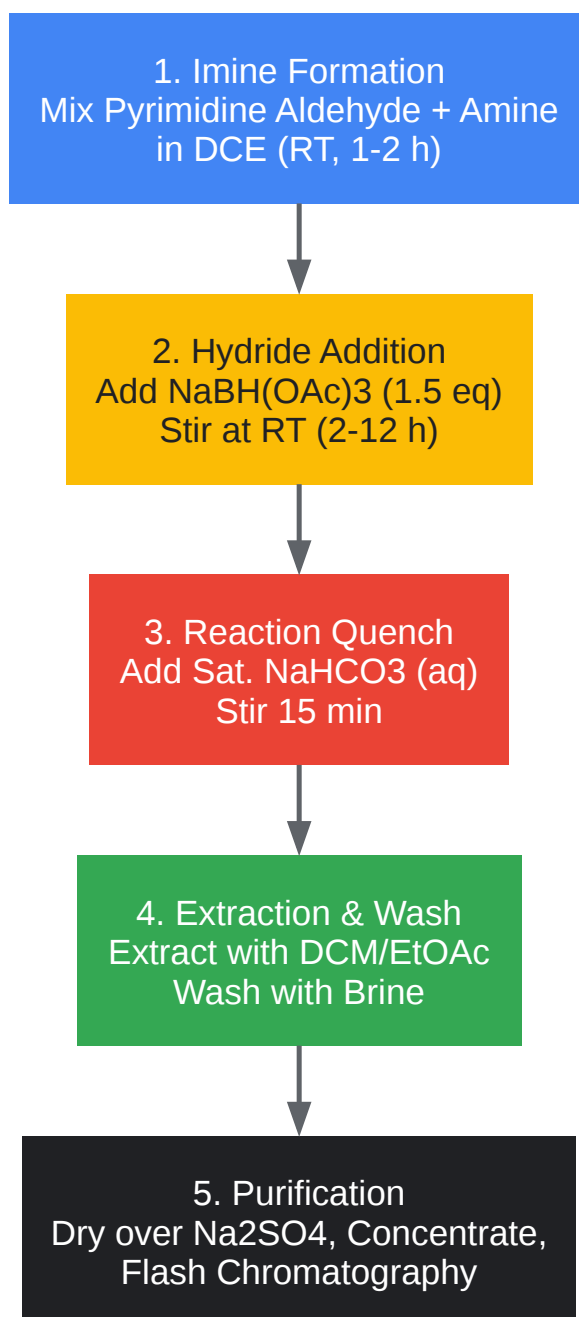 1. Imine Formation
Mix Pyrimidine Aldehyde + Amine
in DCE (RT, 1-2 h)
2. Hydride Addition
Add NaBH(OAc)3 (1.5 eq)
Stir at RT (2-12 h)
3. Reaction Quench
Add Sat. NaHCO3 (aq)
Stir 15 min
4. Extraction & Wash
Extract with DCM/EtOAc
Wash with Brine
5. Purification
Dry over Na2SO4, Concentrate,
Flash Chromatography